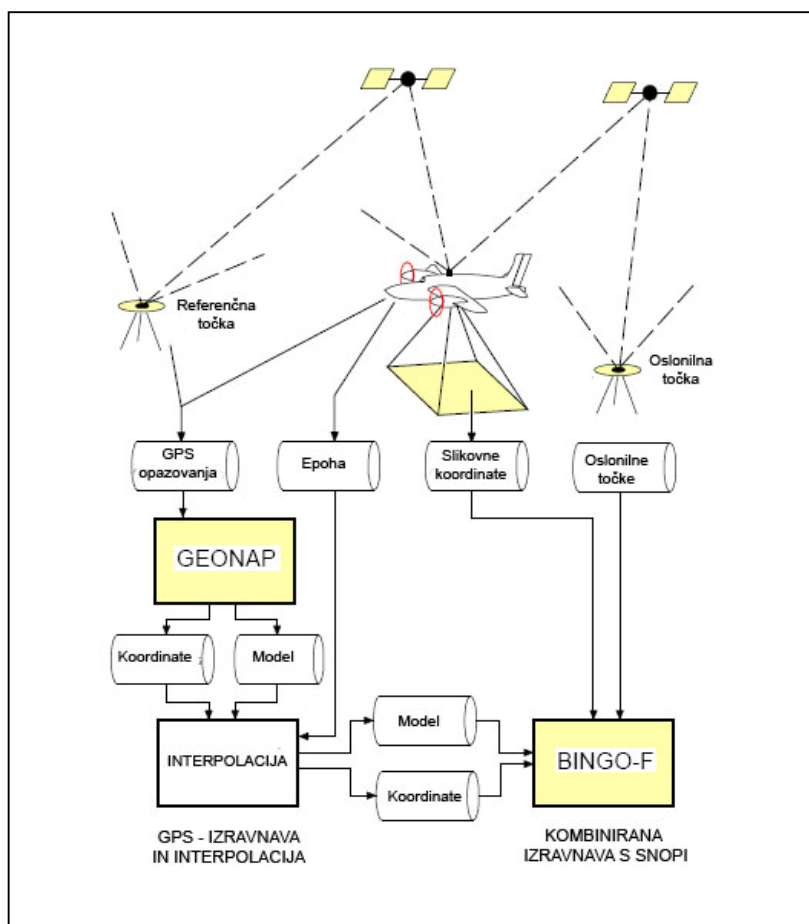 Referenčna
točka
Oslonilna
točka
GPS
opazovanja
Epoha
Slikovne
koordinate
Oslonilne
točke
GEONAP
Koordinate
Model
INTERPOLACIJA
Model
Koordinate
BINGO-F
GPS - IZRAVNAVA
IN INTERPOLACIJA
KOMBINIRANA
IZRAVNAVA S SNOPI